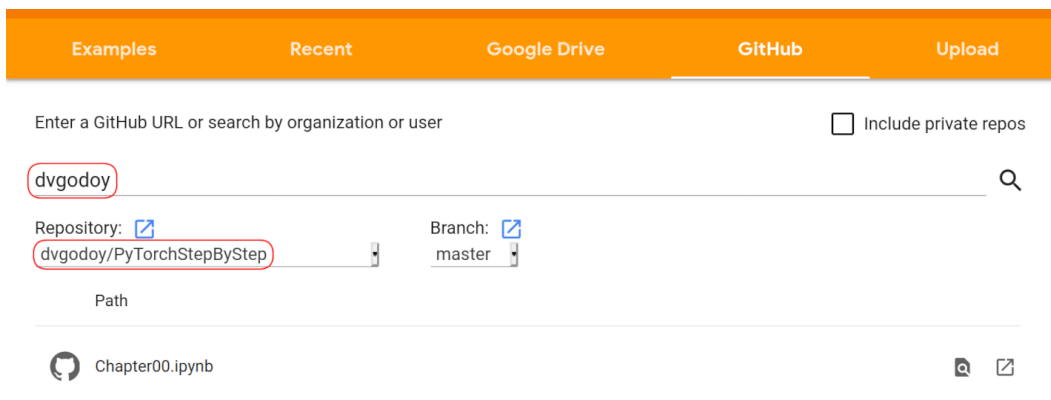 Examples Recent Google Drive GitHub Upload
Enter a GitHub URL or search by organization or user Include private repos
dvgodoy
Repository: Branch:
dvgodoy/PyTorchStepByStep master
Path
Chapter00.ipynb